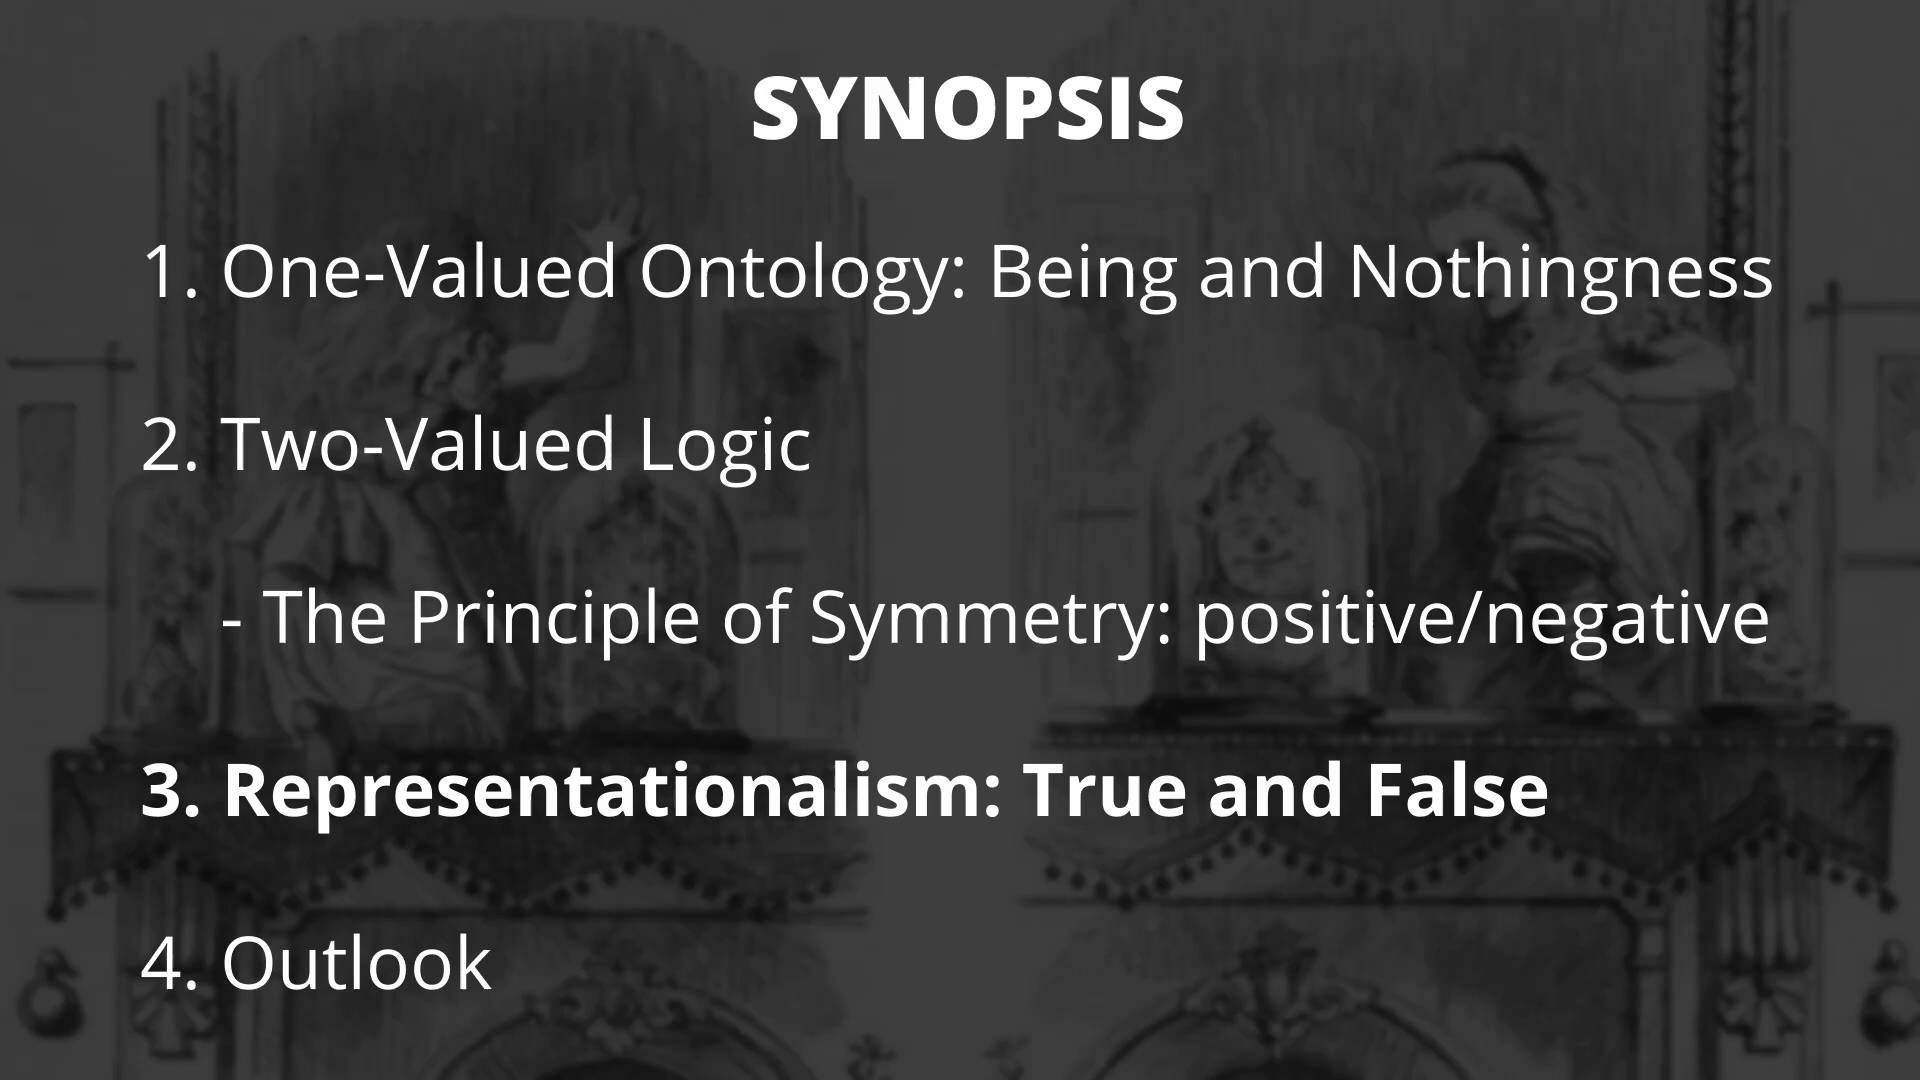 SYNOPSIS
1. One-Valued Ontology: Being and Nothingness
2. Two-Valued Logic
- The Principle of Symmetry: positive/negative
3. Representationalism: True and False
4. Outlook